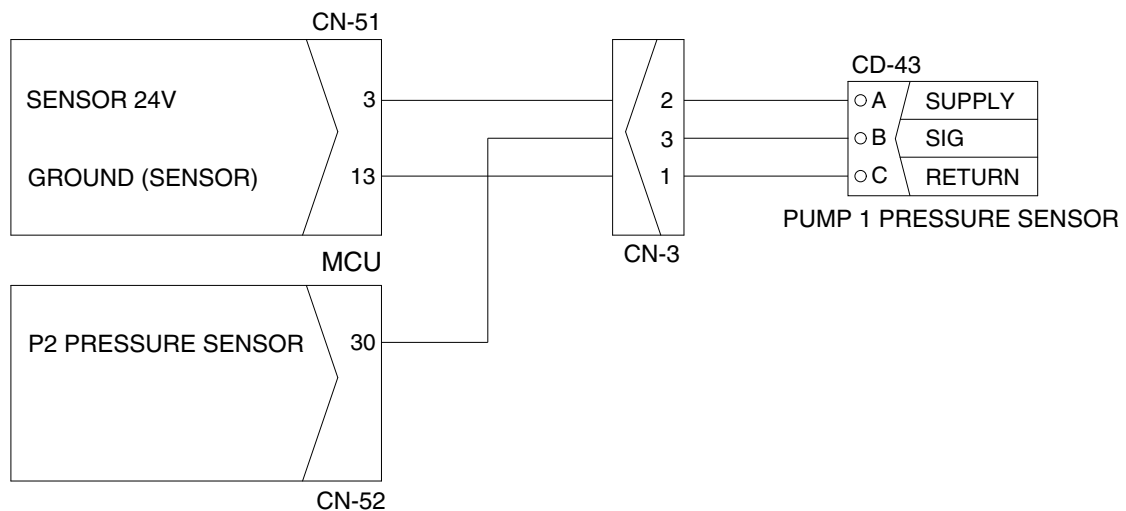 CN-51
SENSOR 24V 3
GROUND (SENSOR) 13
MCU
P2 PRESSURE SENSOR 30
CN-52
2
3
1
CN-3
CD-43
A SUPPLY
B SIG
C RETURN
PUMP 1 PRESSURE SENSOR